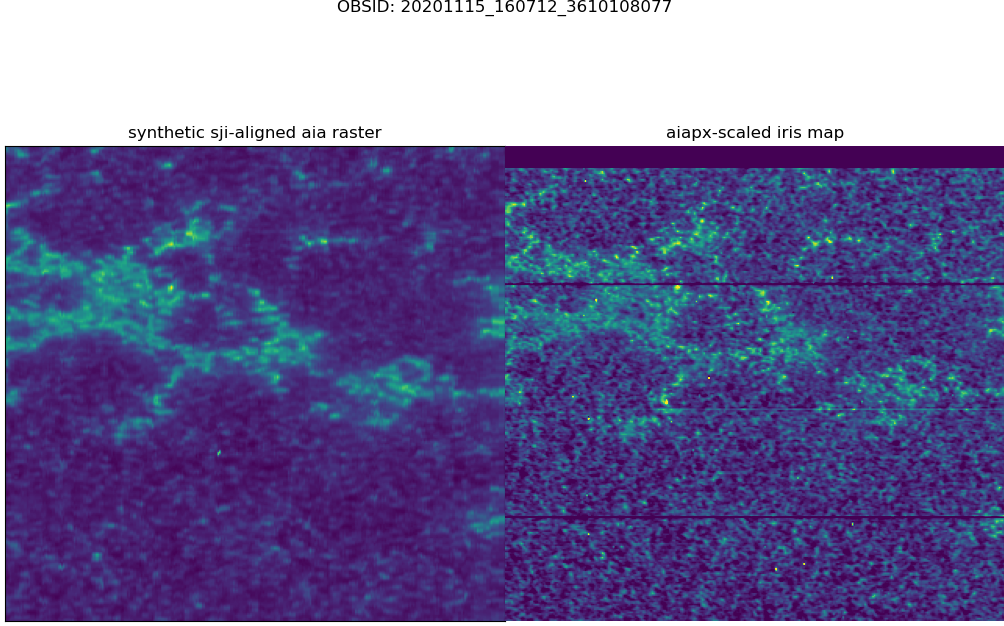 OBSID: 20201115_160712_3610108077
synthetic sji-aligned aia raster
aiapx-scaled iris map